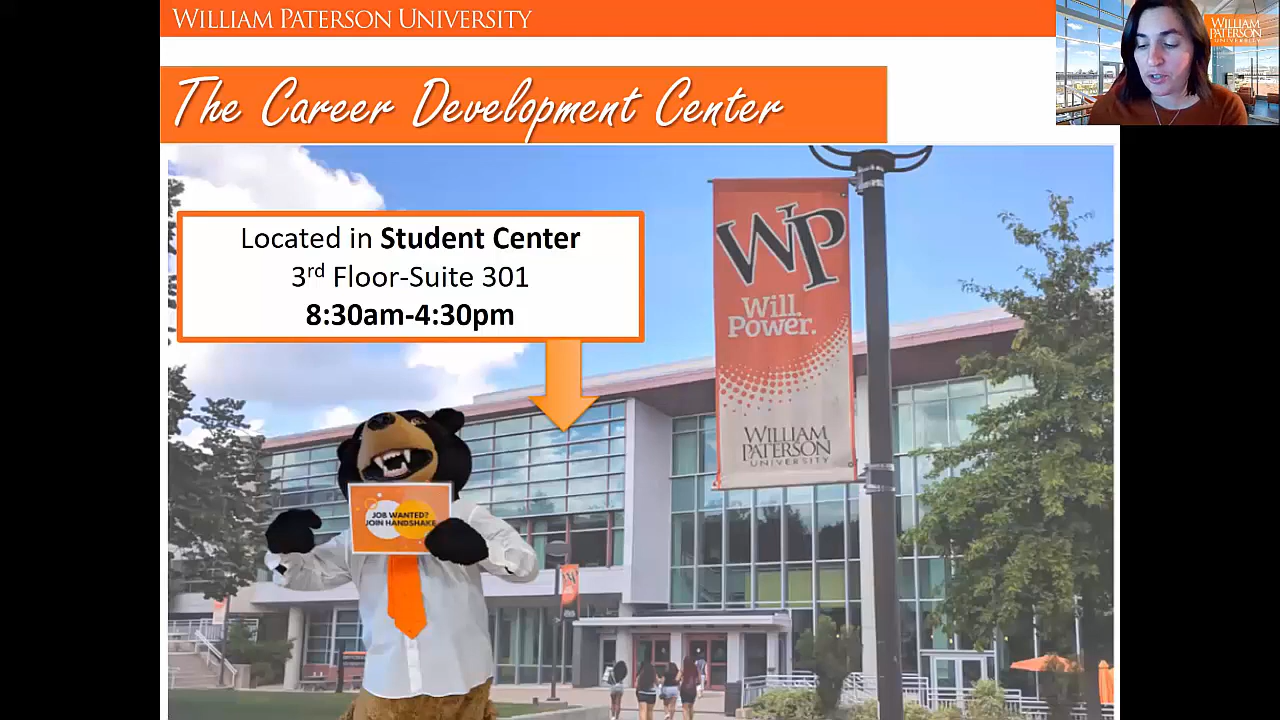 WILLIAM PATERSON UNIVERSITY
WILLIAM
PATERSON
UNIVERSITY
The Career Development Center
Located in Student Center
3rd Floor-Suite 301
8:30am-4:30pm
WP
Will.
Power.
WILLIAM
PATERSON
UNIVERSITY
JOB WANTED?
JOIN HANDSHAKE